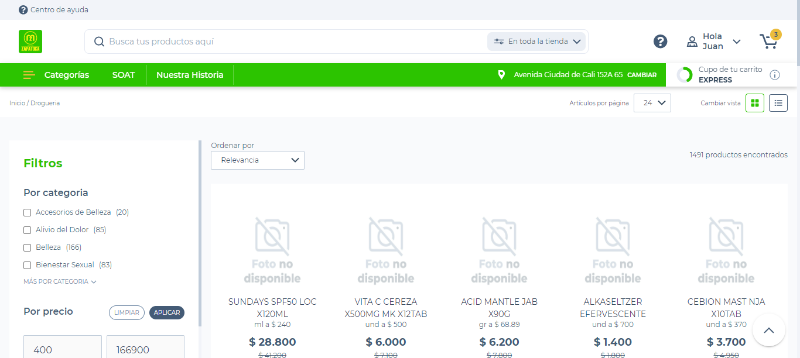 Centro de ayuda
Busca tus productos aquí
En toda la tienda
Hola
Juan
3
Categorías
SOAT
Nuestra Historia
Avenida Ciudad de Cali 152A 65 CAMBIAR
Cupo de tu carrito
EXPRESS
Inicio / Drogueria
Artículos por página
24
Cambiar vista
Filtros
Ordenar por
Relevancia
1491 productos encontrados
Por categoría
Accesorios de Belleza (20)
Alivio del Dolor (85)
Belleza (166)
Bienestar Sexual (83)
MÁS POR CATEGORIA
Por precio
LIMPIAR
APLICAR
400
166900
Foto no
disponible
SUNDAYS SPF50 LOC
X120ML
ml a $ 240
$ 28.800
$ 41.200
Foto no
disponible
VITA C CEREZA
X500MG MK X12TAB
und a $ 500
$ 6.000
$ 7.100
Foto no
disponible
ACID MANTLE JAB
X90G
gr a $ 68.89
$ 6.200
$ 7.800
Foto no
disponible
ALKASELTZER
EFERVESCENTE
und a $ 700
$ 1.400
$ 1.800
Foto no
disponible
CEBION MAST NJA
X10TAB
und a $ 370
$ 3.700
$ 4.950